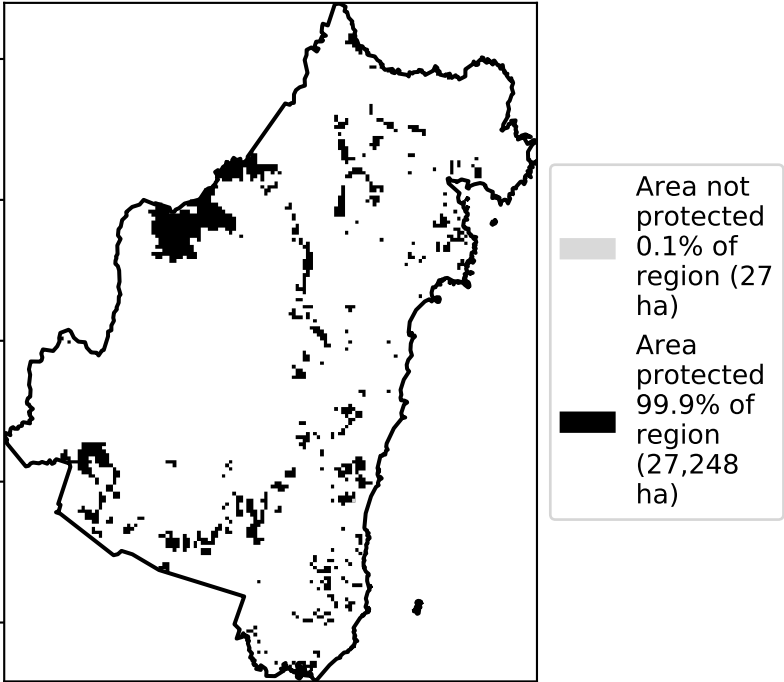 Area not
protected
0.1% of
region (27
ha)
Area
protected
99.9% of
region
(27,248
ha)